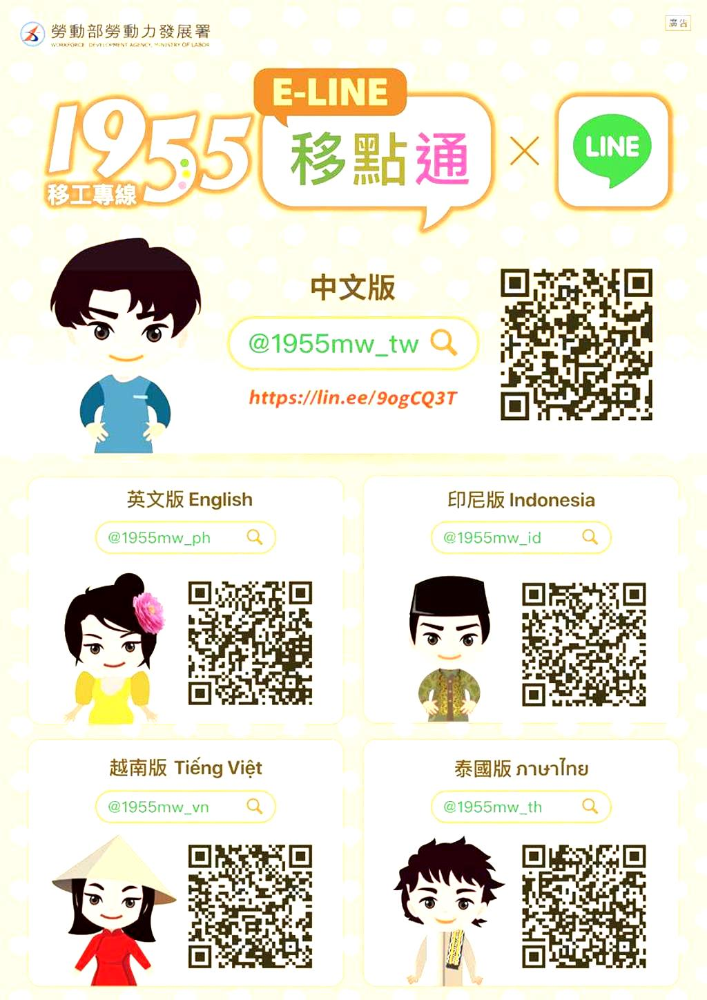 勞動部勞動力發展署
WORKFORCE DEVELOPMENT AGENCY, MINISTRY OF LABOR
廣告
1955
移工專線
E-LINE
移點通
LINE
中文版
@1955mw_tw
https://lin.ee/9ogCQ3T
英文版 English
@1955mw_ph
印尼版 Indonesia
@1955mw_id
越南版 Tiếng Việt
@1955mw_vn
泰國版 ภาษาไทย
@1955mw_th